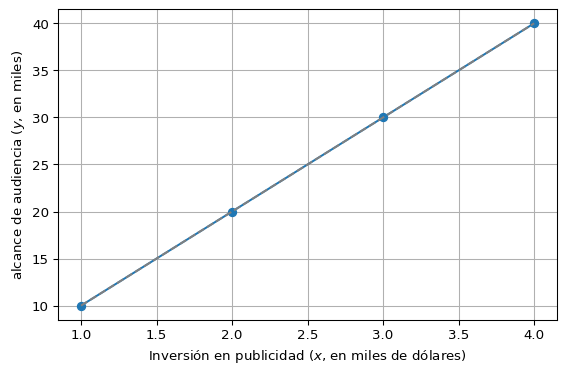 40
35
30
25
20
15
10
alcance de audiencia (y, en miles)
1.0 1.5 2.0 2.5 3.0 3.5 4.0
Inversión en publicidad (x, en miles de dólares)